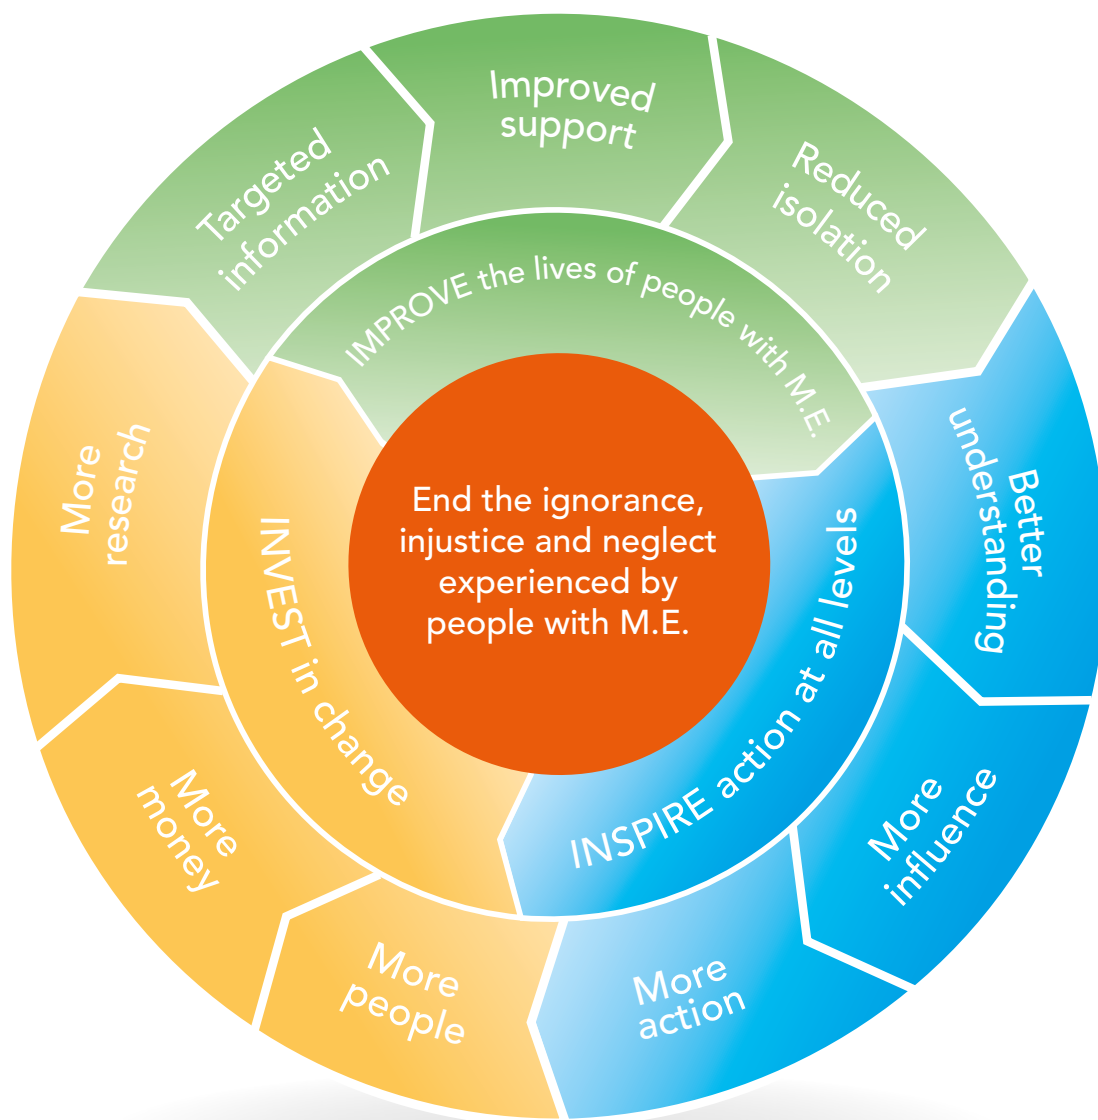 End the ignorance,
injustice and neglect
experienced by
people with M.E.
IMPROVE the lives of people with M.E.
INSPIRE action at all levels
INVEST in change
Targeted
information
Improved
support
Reduced
isolation
Better
understanding
More
influence
More
action
More
people
More
money
More
research